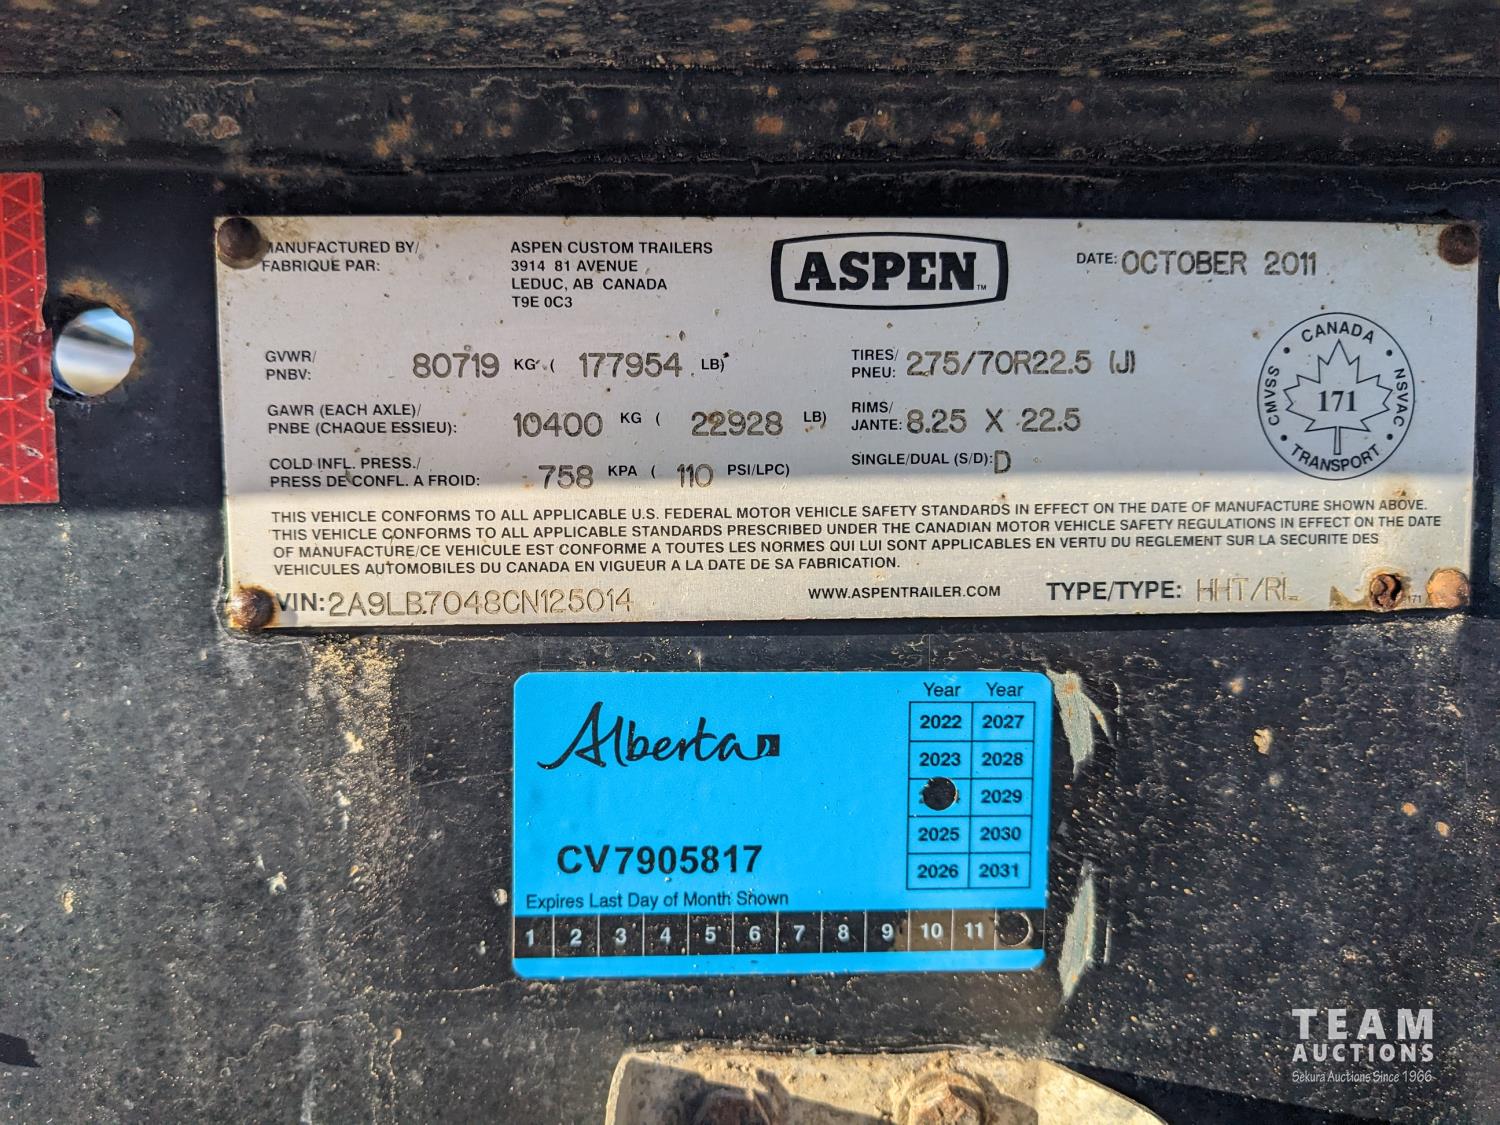 MANUFACTURED BY/
FABRIQUE PAR:
ASPEN CUSTOM TRAILERS
3914 81 AVENUE
LEDUC, AB CANADA
T9E 0C3
ASPEN ™
DATE: OCTOBER 2011
GVWR/
PNBV:
80719 KG ( 177954 LB)
TIRES/
PNEU: 275/70R22.5 (J)
GAWR (EACH AXLE)/
PNBE (CHAQUE ESSIEU):
10400 KG ( 22928 LB)
RIMS/
JANTE: 8.25 X 22.5
COLD INFL. PRESS./
PRESS DE CONFL. A FROID:
758 KPA ( 110 PSI/LPC)
SINGLE/DUAL (S/D): D
CANADA
CMVSS
171
NSVAC
TRANSPORT
THIS VEHICLE CONFORMS TO ALL APPLICABLE U.S. FEDERAL MOTOR VEHICLE SAFETY STANDARDS IN EFFECT ON THE DATE OF MANUFACTURE SHOWN ABOVE.
THIS VEHICLE CONFORMS TO ALL APPLICABLE STANDARDS PRESCRIBED UNDER THE CANADIAN MOTOR VEHICLE SAFETY REGULATIONS IN EFFECT ON THE DATE
OF MANUFACTURE/CE VEHICULE EST CONFORME A TOUTES LES NORMES QUI LUI SONT APPLICABLES EN VERTU DU REGLEMENT SUR LA SECURITE DES
VEHICULES AUTOMOBILES DU CANADA EN VIGUEUR A LA DATE DE SA FABRICATION.
VIN: 2A9LB7048CN125014
WWW.ASPENTRAILER.COM
TYPE/TYPE: HHT/RL
171
Alberta
Year Year
2022 2027
2023 2028
2029
2025 2030
2026 2031
CV7905817
Expires Last Day of Month Shown
1 2 3 4 5 6 7 8 9 10 11
TEAM
AUCTIONS
Sekura Auctions Since 1966